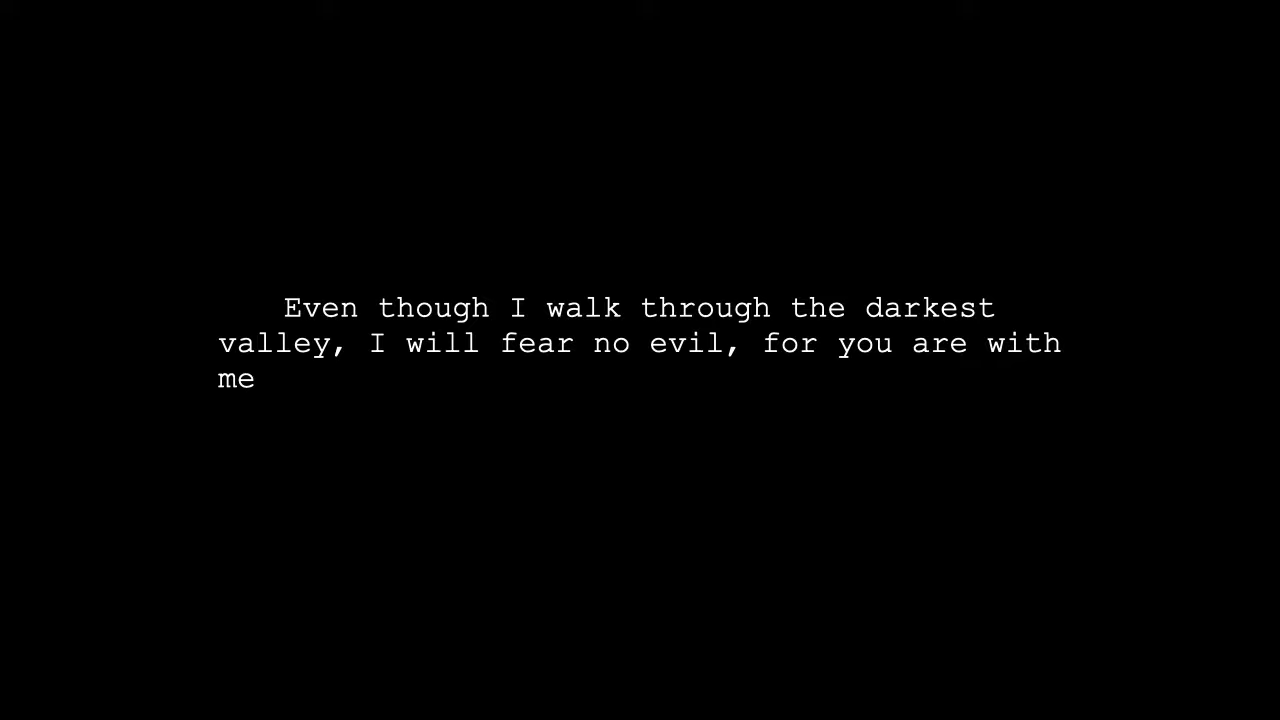 Even though I walk through the darkest
valley, I will fear no evil, for you are with
me